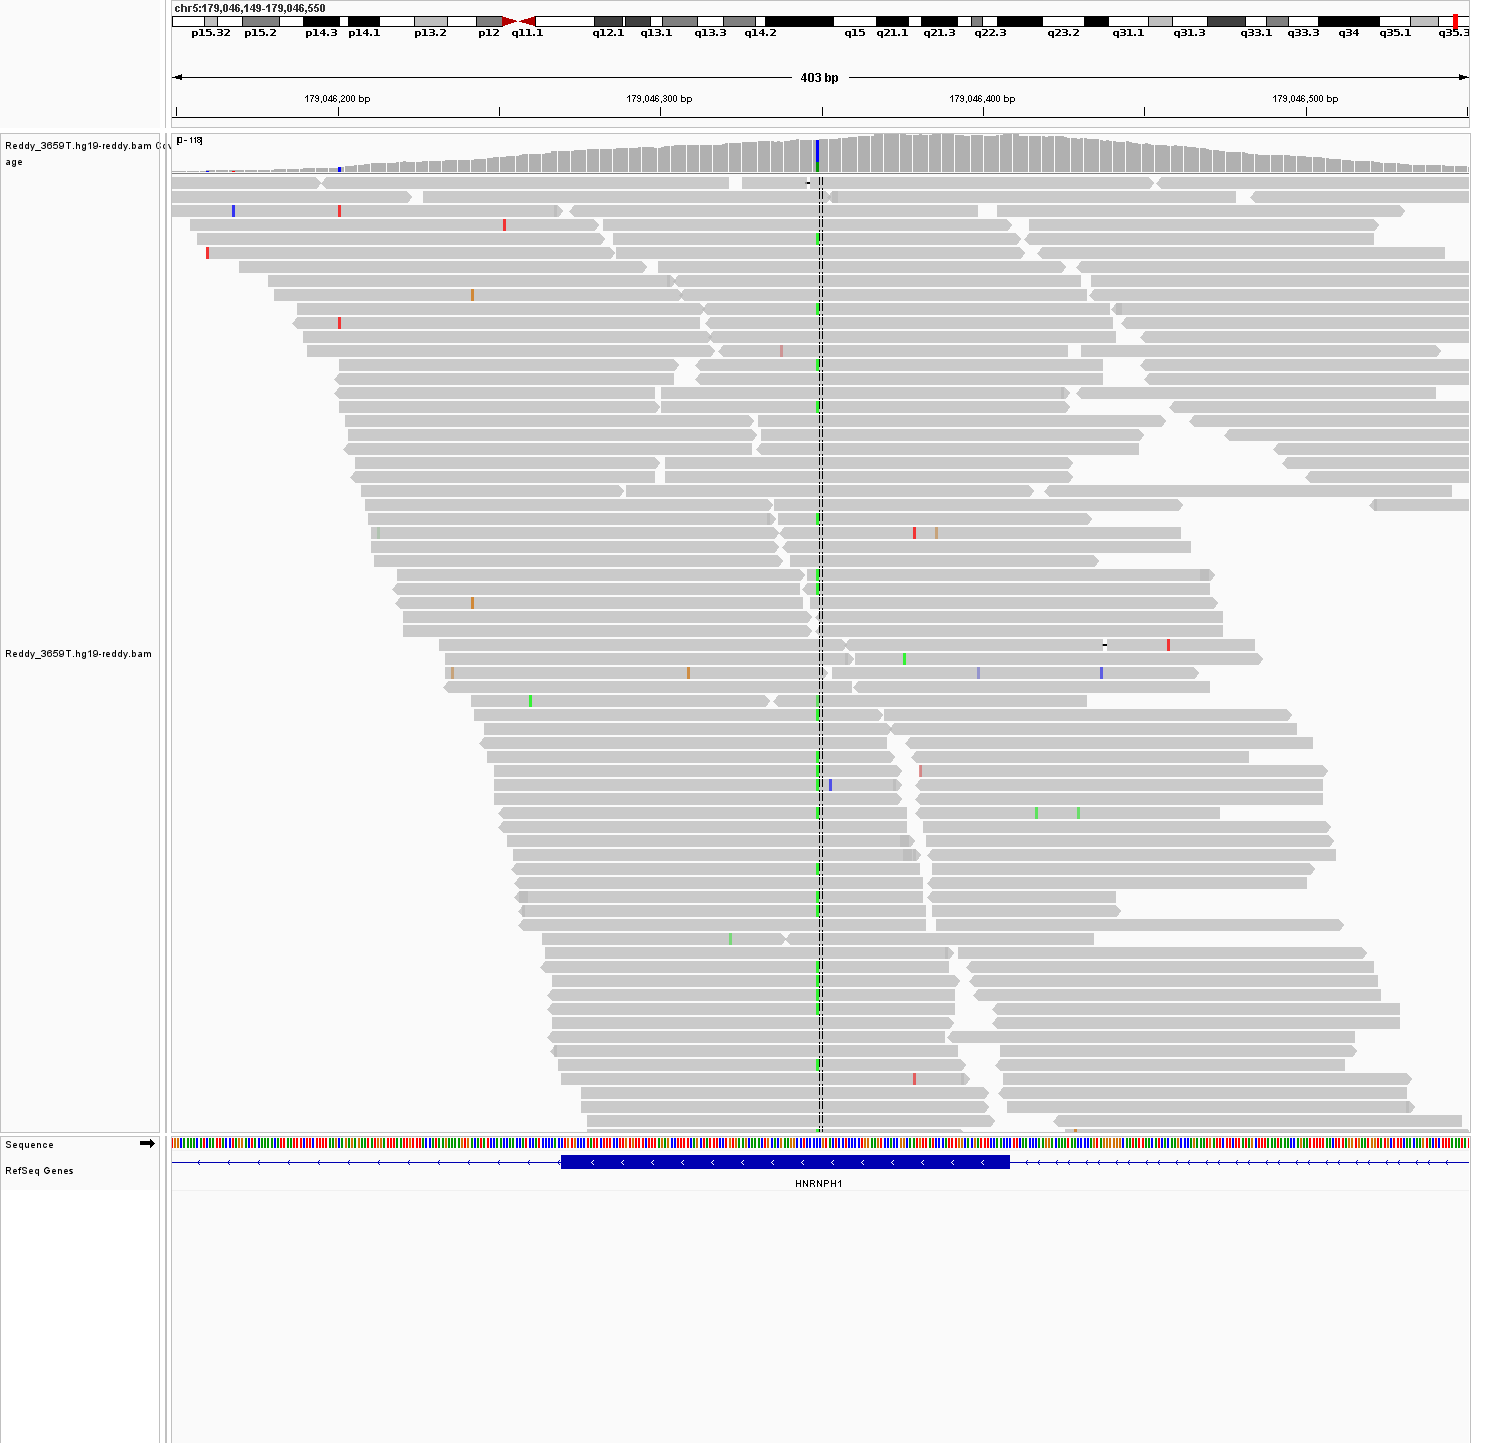 chr5:179,046,149-179,046,550
p15.32 p15.2 p14.3 p14.1 p13.2 p12 q11.1 q12.1 q13.1 q13.3 q14.2 q15 q21.1 q21.3 q22.3 q23.2 q31.1 q31.3 q33.1 q33.3 q34 q35.1 q35.3
403 bp
179,046,200 bp 179,046,300 bp 179,046,400 bp 179,046,500 bp
Reddy_3659T.hg19-reddy.bam Cov [0 - 118]
age
Reddy_3659T.hg19-reddy.bam
Sequence
RefSeq Genes
HNRNPH1